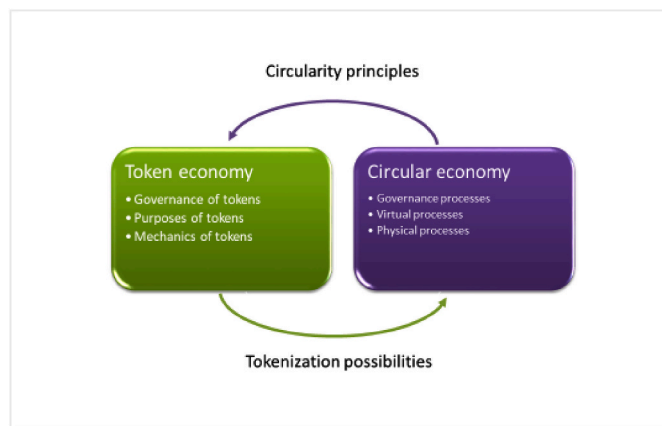 Circularity principles
Token economy
• Governance of tokens
• Purposes of tokens
• Mechanics of tokens
Circular economy
• Governance processes
• Virtual processes
• Physical processes
Tokenization possibilities